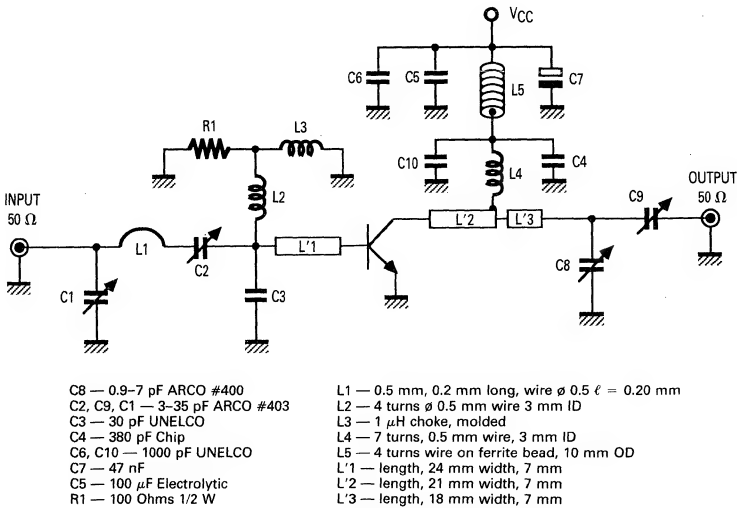 VCC
C6
C5
L5
C7
R1
L3
C10
L4
C4
INPUT
50 Ω
L2
OUTPUT
50 Ω
C9
L'2
L'3
L1
C2
L'1
C1
C3
C8
C8 — 0.9–7 pF ARCO #400
C2, C9, C1 — 3–35 pF ARCO #403
C3 — 30 pF UNELCO
C4 — 380 pF Chip
C6, C10 — 1000 pF UNELCO
C7 — 47 nF
C5 — 100 μF Electrolytic
R1 — 100 Ohms 1/2 W
L1 — 0.5 mm, 0.2 mm long, wire ø 0.5 ℓ = 0.20 mm
L2 — 4 turns ø 0.5 mm wire 3 mm ID
L3 — 1 μH choke, molded
L4 — 7 turns, 0.5 mm wire, 3 mm ID
L5 — 4 turns wire on ferrite bead, 10 mm OD
L'1 — length, 24 mm width, 7 mm
L'2 — length, 21 mm width, 7 mm
L'3 — length, 18 mm width, 7 mm